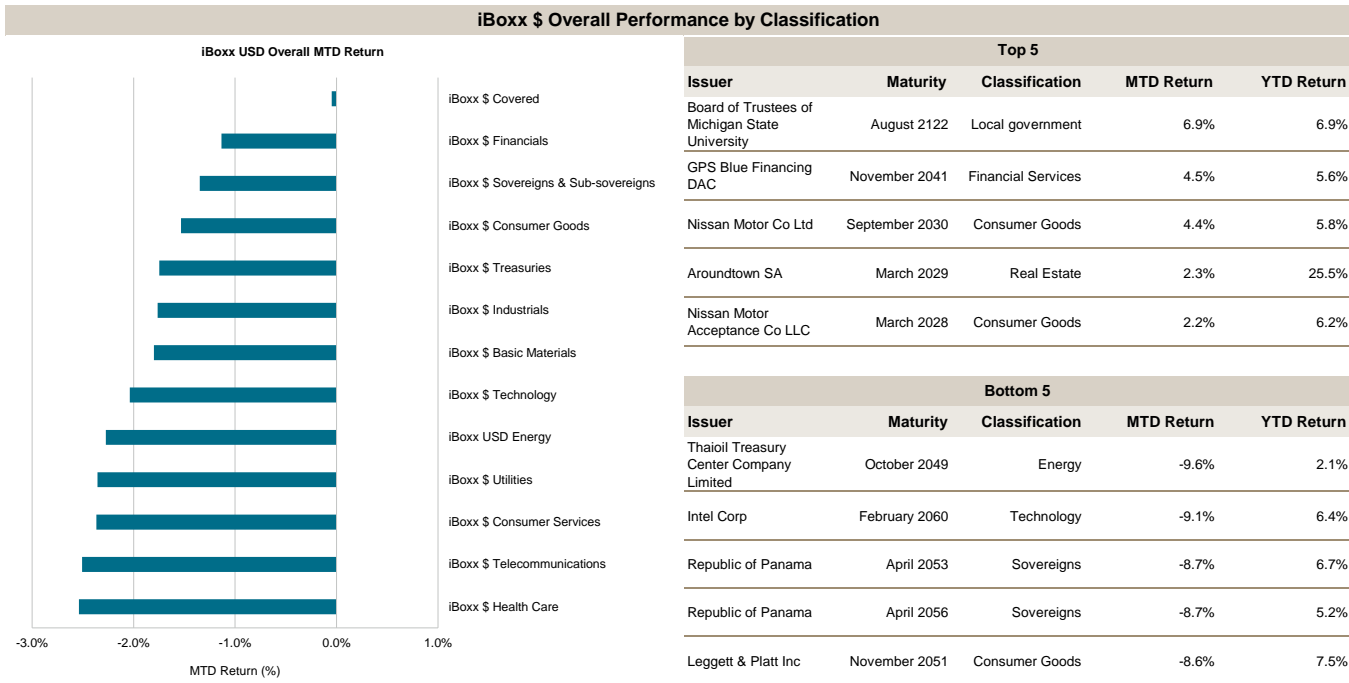 iBoxx $ Overall Performance by Classification
iBoxx USD Overall MTD Return
iBoxx $ Covered
iBoxx $ Financials
iBoxx $ Sovereigns & Sub-sovereigns
iBoxx $ Consumer Goods
iBoxx $ Treasuries
iBoxx $ Industrials
iBoxx $ Basic Materials
iBoxx $ Technology
iBoxx USD Energy
iBoxx $ Utilities
iBoxx $ Consumer Services
iBoxx $ Telecommunications
iBoxx $ Health Care
-3.0% -2.0% -1.0% 0.0% 1.0%
MTD Return (%)
Top 5
Issuer Maturity Classification MTD Return YTD Return
Board of Trustees of
Michigan State
University
August 2122 Local government 6.9% 6.9%
GPS Blue Financing
DAC
November 2041 Financial Services 4.5% 5.6%
Nissan Motor Co Ltd September 2030 Consumer Goods 4.4% 5.8%
Aroundtown SA March 2029 Real Estate 2.3% 25.5%
Nissan Motor
Acceptance Co LLC
March 2028 Consumer Goods 2.2% 6.2%
Bottom 5
Issuer Maturity Classification MTD Return YTD Return
Thaioil Treasury
Center Company
Limited
October 2049 Energy -9.6% 2.1%
Intel Corp February 2060 Technology -9.1% 6.4%
Republic of Panama April 2053 Sovereigns -8.7% 6.7%
Republic of Panama April 2056 Sovereigns -8.7% 5.2%
Leggett & Platt Inc November 2051 Consumer Goods -8.6% 7.5%